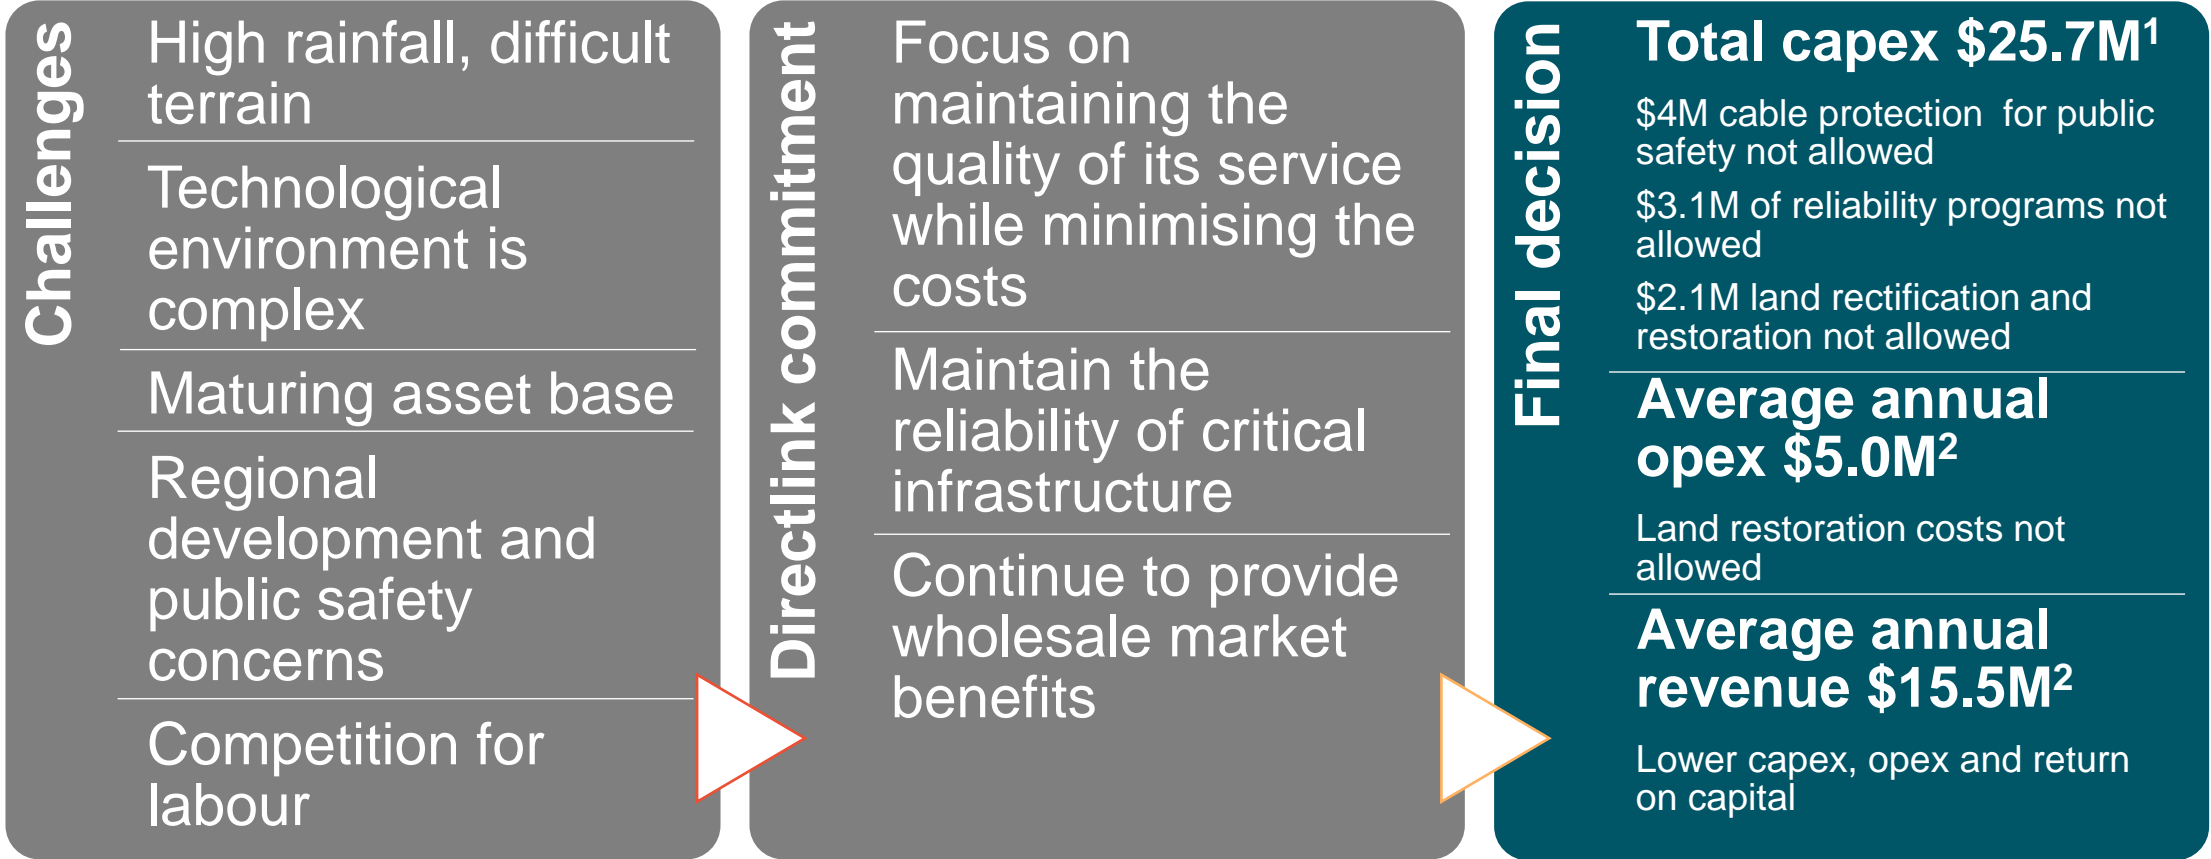 Challenges
High rainfall, difficult
terrain
Technological
environment is
complex
Maturing asset base
Regional
development and
public safety
concerns
Competition for
labour
Directlink commitment
Focus on
maintaining the
quality of its service
while minimising the
costs
Maintain the
reliability of critical
infrastructure
Continue to provide
wholesale market
benefits
Final decision
Total capex $25.7M¹
$4M cable protection  for public
safety not allowed
$3.1M of reliability programs not
allowed
$2.1M land rectification and
restoration not allowed
Average annual
opex $5.0M²
Land restoration costs not
allowed
Average annual
revenue $15.5M²
Lower capex, opex and return
on capital